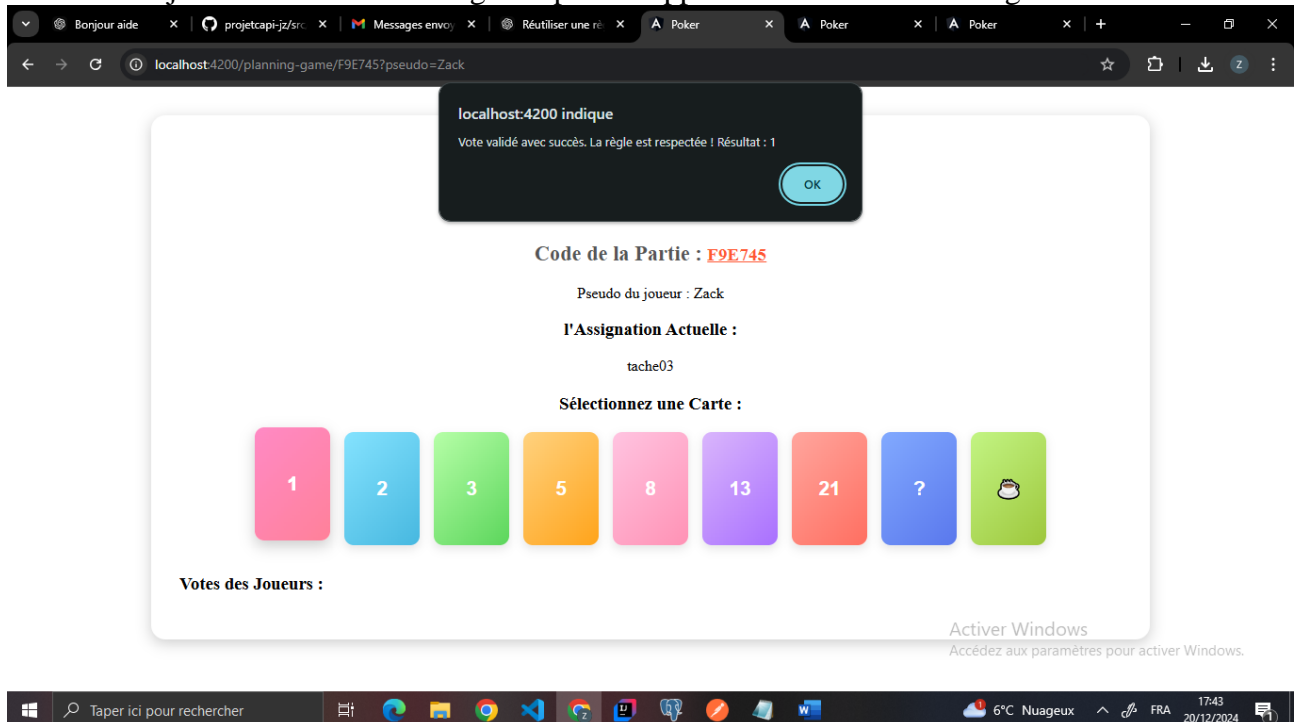 Bonjour aide
projetcapi-jz/src
Messages envoy
Réutiliser une rè
Poker
Poker
Poker
localhost:4200/planning-game/F9E745?pseudo=Zack
Z
localhost:4200 indique
Vote validé avec succès. La règle est respectée ! Résultat : 1
OK
Code de la Partie : F9E745
Pseudo du joueur : Zack
l'Assignation Actuelle :
tache03
Sélectionnez une Carte :
1 2 3 5 8 13 21 ?
Votes des Joueurs :
Activer Windows
Accédez aux paramètres pour activer Windows.
Taper ici pour rechercher
6°C Nuageux
FRA
17:43
20/12/2024